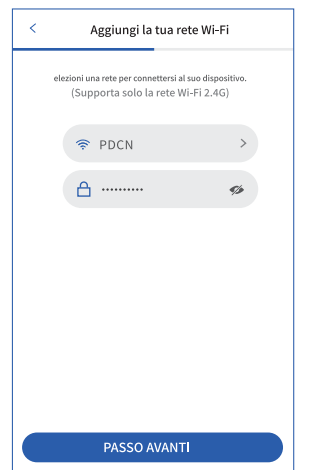 Aggiungi la tua rete Wi-Fi
elezioni una rete per connettersi al suo dispositivo.
(Supporta solo la rete Wi-Fi 2.4G)
PDCN
••••••••••
PASSO AVANTI